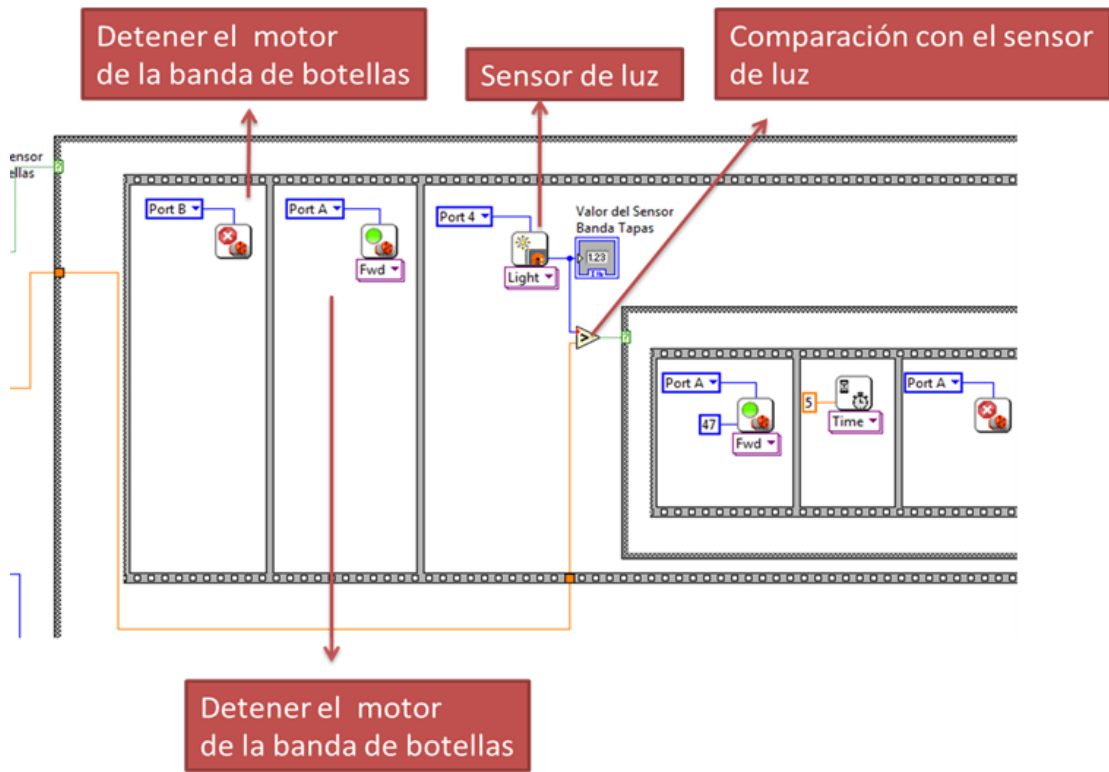 Detener el motor
de la banda de botellas
Sensor de luz
Comparación con el sensor
de luz
ensor
ellas
Port B
Port A
Fwd
Port 4
Light
Valor del Sensor
Banda Tapas
1.23
>
Port A
47
Fwd
5
Time
Port A
Detener el motor
de la banda de botellas